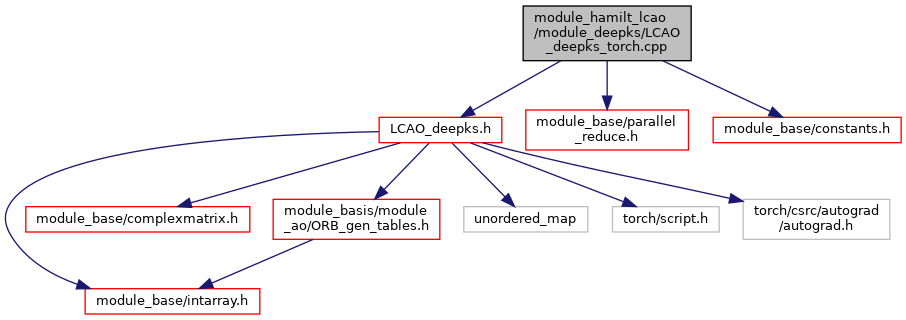 module_hamilt_lcao
/module_deepks/LCAO
_deepks_torch.cpp
LCAO_deepks.h
module_base/parallel
_reduce.h
module_base/constants.h
module_base/complexmatrix.h
module_basis/module
_ao/ORB_gen_tables.h
unordered_map
torch/script.h
torch/csrc/autograd
/autograd.h
module_base/intarray.h